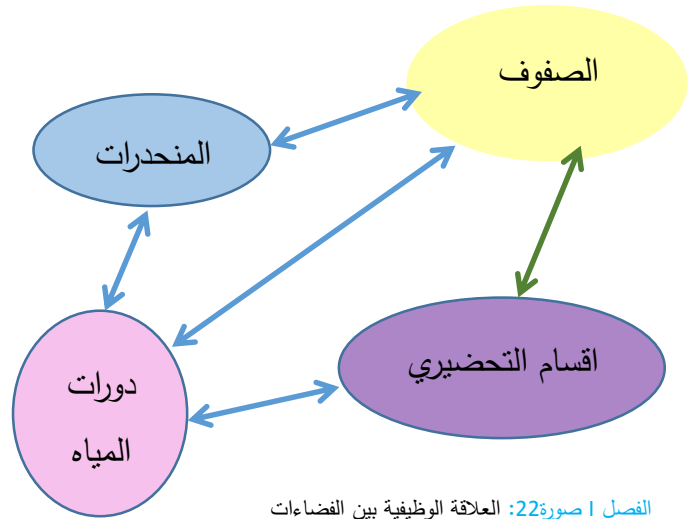 الصفوف
المنحدرات
اقسام التحضيري
دورات
المياه
الفصل I صورة22: العلاقة الوظيفية بين الفضاءات